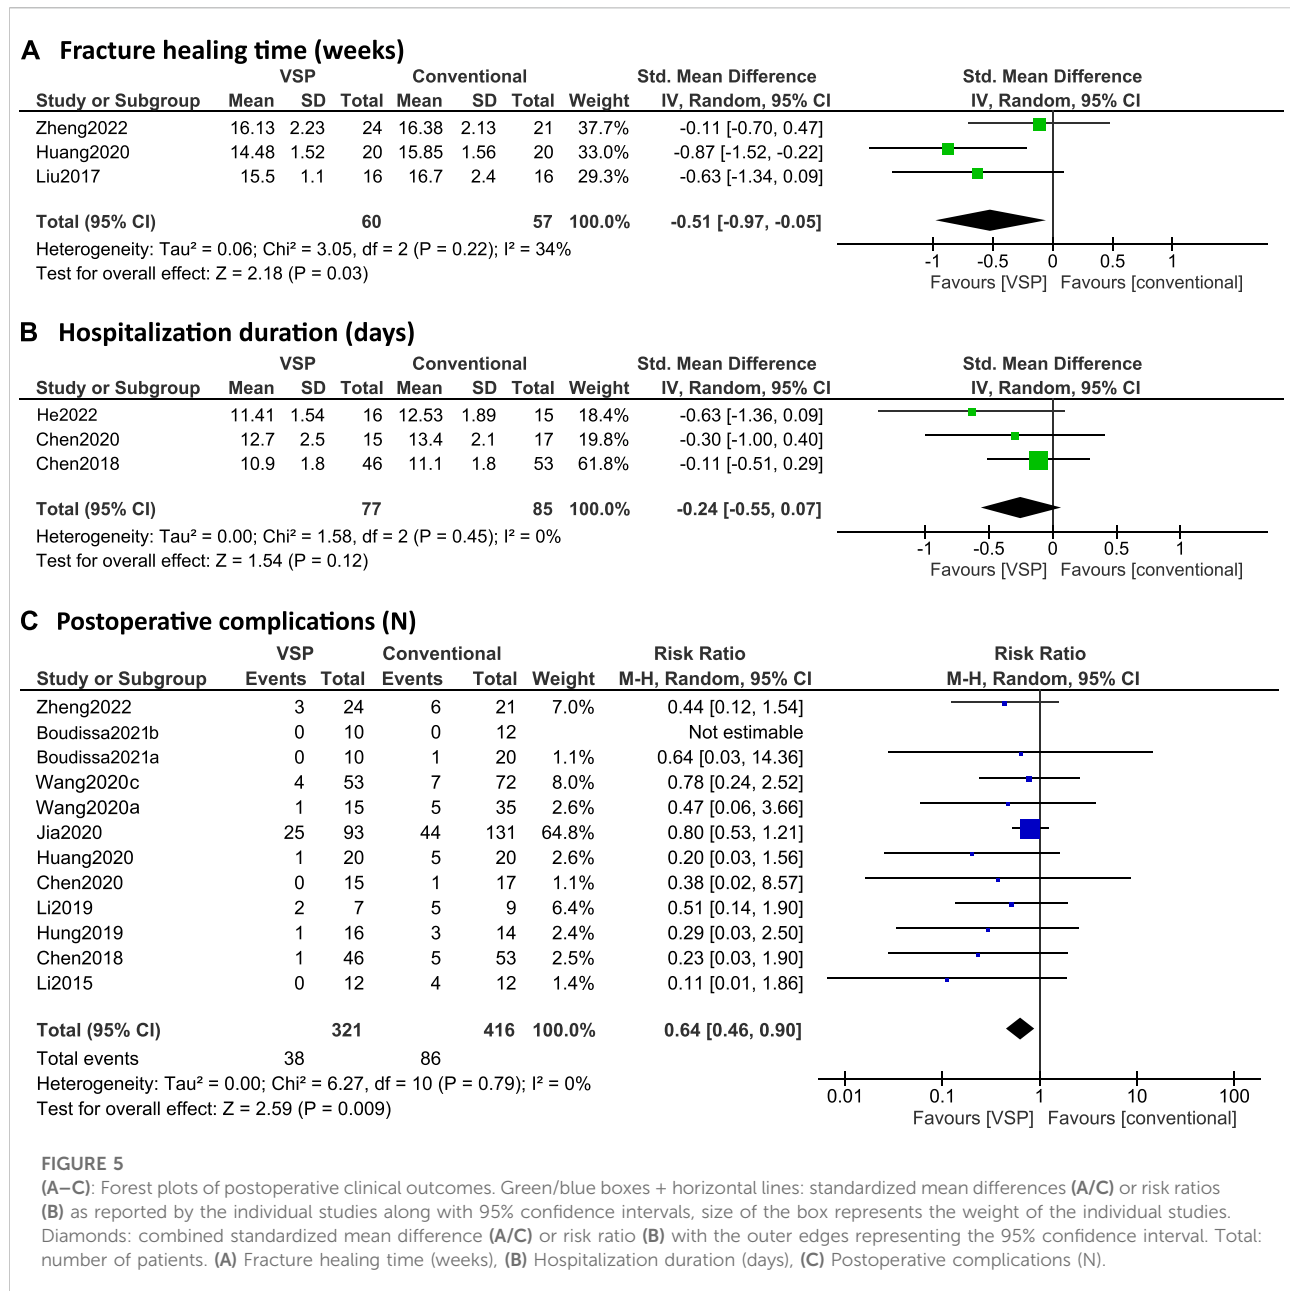 A Fracture healing time (weeks)
VSP Conventional Std. Mean Difference Std. Mean Difference
Study or Subgroup Mean SD Total Mean SD Total Weight IV, Random, 95% CI IV, Random, 95% CI
Zheng2022 16.13 2.23 24 16.38 2.13 21 37.7% -0.11 [-0.70, 0.47]
Huang2020 14.48 1.52 20 15.85 1.56 20 33.0% -0.87 [-1.52, -0.22]
Liu2017 15.5 1.1 16 16.7 2.4 16 29.3% -0.63 [-1.34, 0.09]
Total (95% CI) 60 57 100.0% -0.51 [-0.97, -0.05]
Heterogeneity: Tau² = 0.06; Chi² = 3.05, df = 2 (P = 0.22); I² = 34%
Test for overall effect: Z = 2.18 (P = 0.03)
-1 -0.5 0 0.5 1
Favours [VSP] Favours [conventional]
B Hospitalization duration (days)
VSP Conventional Std. Mean Difference Std. Mean Difference
Study or Subgroup Mean SD Total Mean SD Total Weight IV, Random, 95% CI IV, Random, 95% CI
He2022 11.41 1.54 16 12.53 1.89 15 18.4% -0.63 [-1.36, 0.09]
Chen2020 12.7 2.5 15 13.4 2.1 17 19.8% -0.30 [-1.00, 0.40]
Chen2018 10.9 1.8 46 11.1 1.8 53 61.8% -0.11 [-0.51, 0.29]
Total (95% CI) 77 85 100.0% -0.24 [-0.55, 0.07]
Heterogeneity: Tau² = 0.00; Chi² = 1.58, df = 2 (P = 0.45); I² = 0%
Test for overall effect: Z = 1.54 (P = 0.12)
-1 -0.5 0 0.5 1
Favours [VSP] Favours [conventional]
C Postoperative complications (N)
VSP Conventional Risk Ratio Risk Ratio
Study or Subgroup Events Total Events Total Weight M-H, Random, 95% CI M-H, Random, 95% CI
Zheng2022 3 24 6 21 7.0% 0.44 [0.12, 1.54]
Boudissa2021b 0 10 0 12 Not estimable
Boudissa2021a 0 10 1 20 1.1% 0.64 [0.03, 14.36]
Wang2020c 4 53 7 72 8.0% 0.78 [0.24, 2.52]
Wang2020a 1 15 5 35 2.6% 0.47 [0.06, 3.66]
Jia2020 25 93 44 131 64.8% 0.80 [0.53, 1.21]
Huang2020 1 20 5 20 2.6% 0.20 [0.03, 1.56]
Chen2020 0 15 1 17 1.1% 0.38 [0.02, 8.57]
Li2019 2 7 5 9 6.4% 0.51 [0.14, 1.90]
Hung2019 1 16 3 14 2.4% 0.29 [0.03, 2.50]
Chen2018 1 46 5 53 2.5% 0.23 [0.03, 1.90]
Li2015 0 12 4 12 1.4% 0.11 [0.01, 1.86]
Total (95% CI) 321 416 100.0% 0.64 [0.46, 0.90]
Total events 38 86
Heterogeneity: Tau² = 0.00; Chi² = 6.27, df = 10 (P = 0.79); I² = 0%
Test for overall effect: Z = 2.59 (P = 0.009)
0.01 0.1 1 10 100
Favours [VSP] Favours [conventional]
FIGURE 5
(A–C): Forest plots of postoperative clinical outcomes. Green/blue boxes + horizontal lines: standardized mean differences (A/C) or risk ratios
(B) as reported by the individual studies along with 95% confidence intervals, size of the box represents the weight of the individual studies.
Diamonds: combined standardized mean difference (A/C) or risk ratio (B) with the outer edges representing the 95% confidence interval. Total:
number of patients. (A) Fracture healing time (weeks), (B) Hospitalization duration (days), (C) Postoperative complications (N).